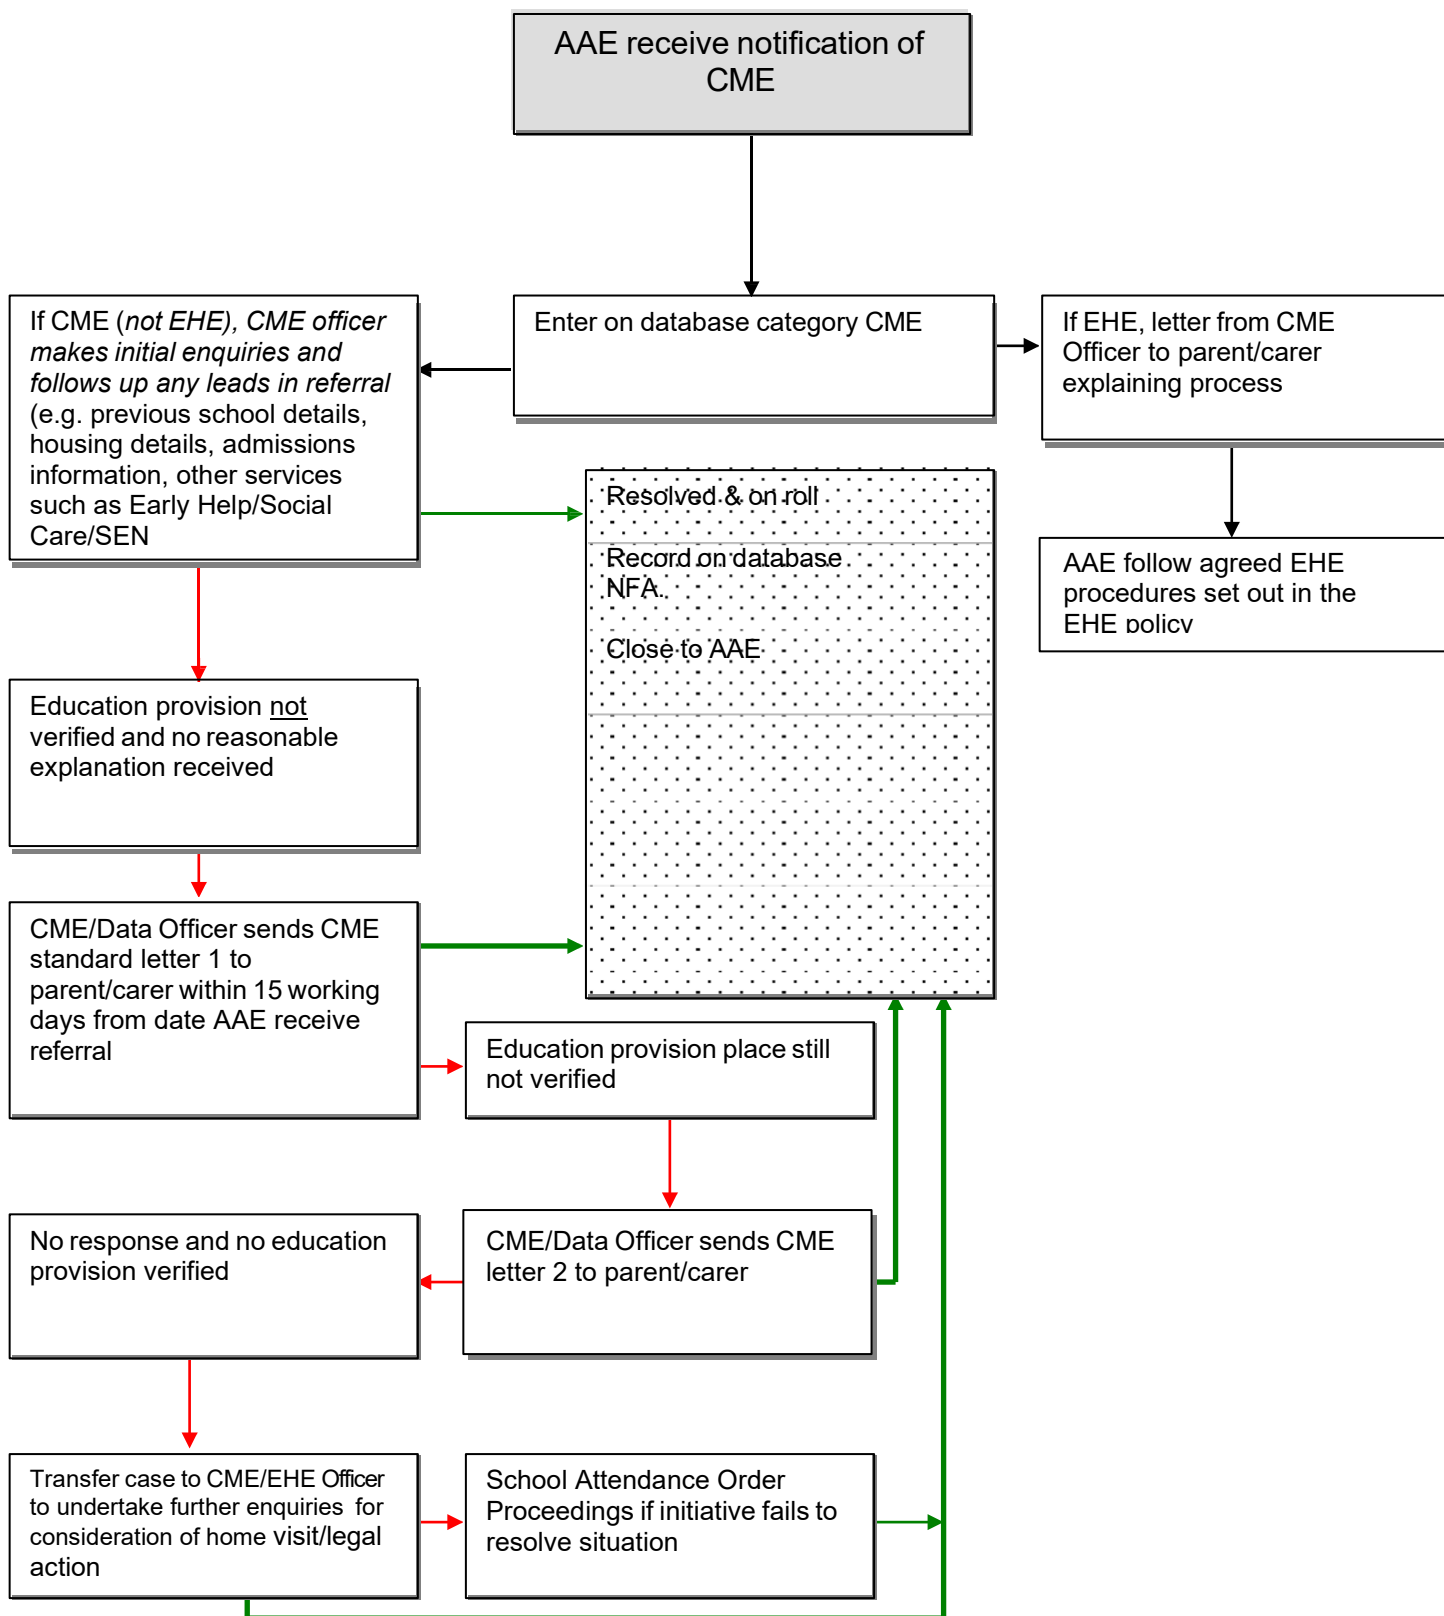 AAE receive notification of
CME
If CME (not EHE), CME officer
makes initial enquiries and
follows up any leads in referral
(e.g. previous school details,
housing details, admissions
information, other services
such as Early Help/Social
Care/SEN
Enter on database category CME
If EHE, letter from CME
Officer to parent/carer
explaining process
Resolved & on roll
Record on database
NFA.
Close to AAE
AAE follow agreed EHE
procedures set out in the
EHE policy
Education provision not
verified and no reasonable
explanation received
CME/Data Officer sends CME
standard letter 1 to
parent/carer within 15 working
days from date AAE receive
referral
Education provision place still
not verified
No response and no education
provision verified
CME/Data Officer sends CME
letter 2 to parent/carer
Transfer case to CME/EHE Officer
to undertake further enquiries for
consideration of home visit/legal
action
School Attendance Order
Proceedings if initiative fails to
resolve situation